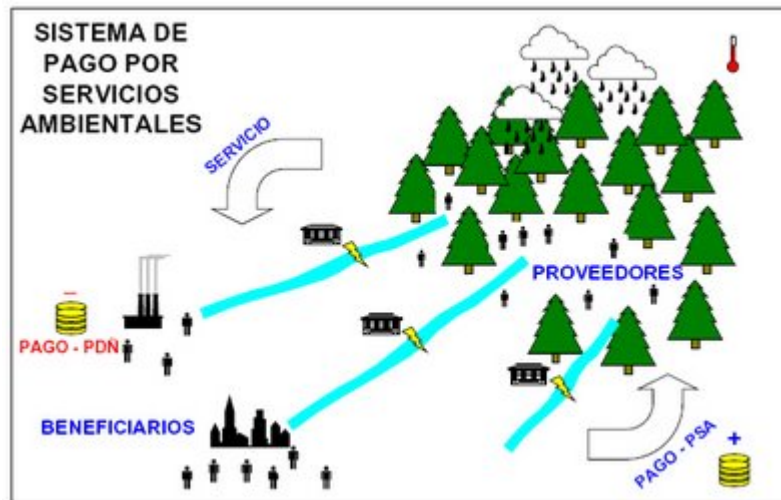 SISTEMA DE
PAGO POR
SERVICIOS
AMBIENTALES
SERVICIO
PROVEEDORES
PAGO - PDÑ
BENEFICIARIOS
PAGO - PSA